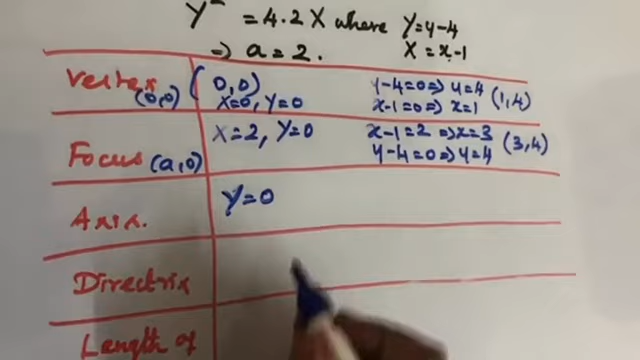 Y² = 4.2 X where Y=y-4
⇒ a = 2. X = x-1
Vertex (0,0) (0,0) y-4=0 ⇒ y=4 (1,4)
X=0, Y=0 x-1=0 ⇒ x=1
Focus (a,0) X=2, Y=0 x-1=2 ⇒ x=3 (3,4)
y-4=0 ⇒ y=4
Axis. Y=0
Directrix
Length of